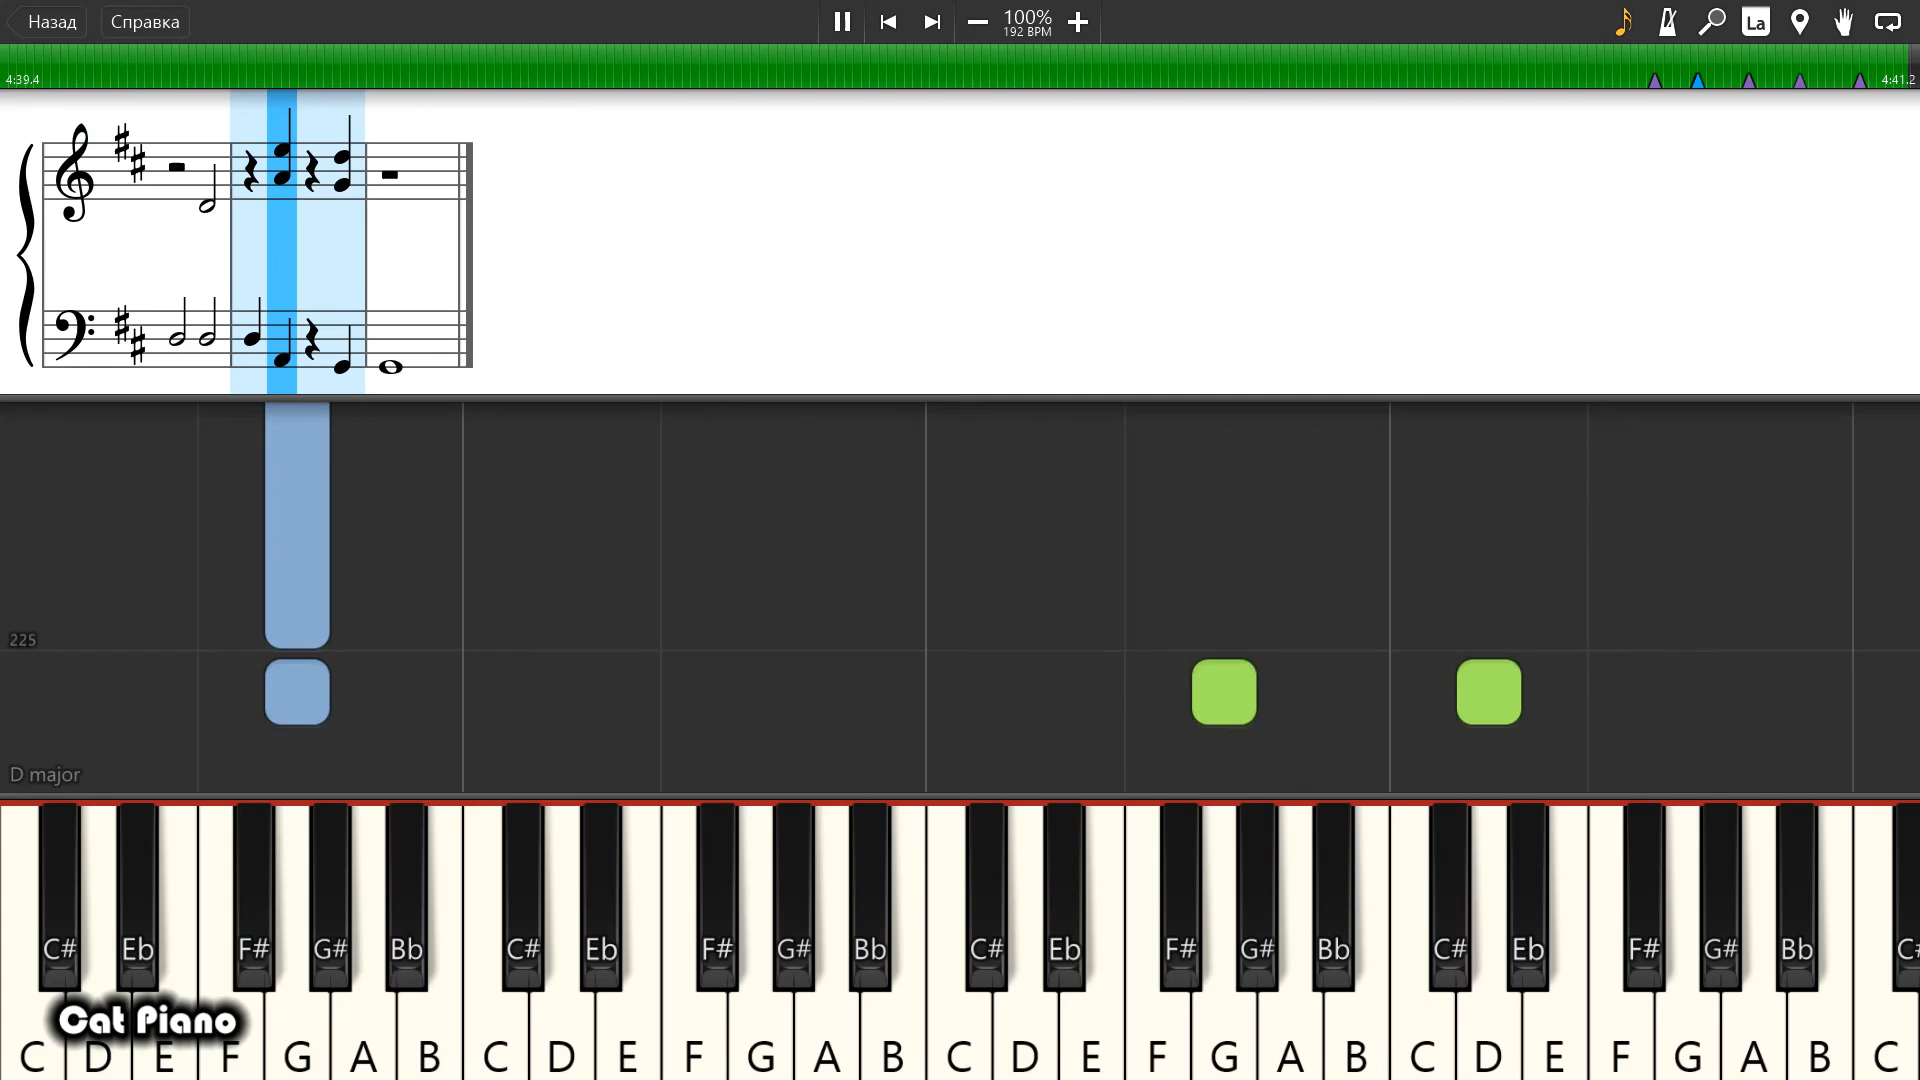 Назад Справка 100% La
192 BPM
4:39.4 4:41.2
225
D major
C# Eb F# G# Bb C# Eb F# G# Bb C# Eb F# G# Bb C# Eb F# G# Bb C#
Cat Piano
C D E F G A B C D E F G A B C D E F G A B C D E F G A B C